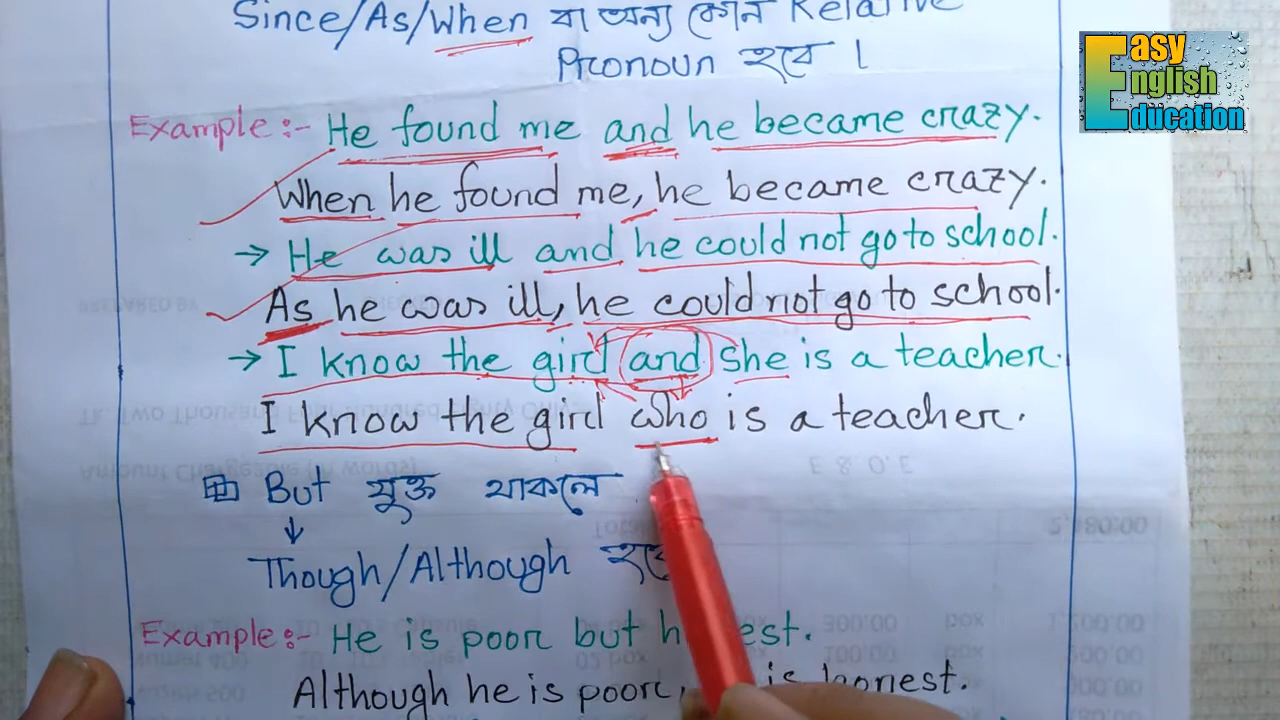 Since/As/When বা অন্য কোন Relative
Pronoun হবে।
Easy
English
Education
Example :- He found me and he became crazy.
When he found me, he became crazy.
→ He was ill and he could not go to school.
As he was ill, he could not go to school.
→ I know the girl and she is a teacher.
I know the girl who is a teacher.
But যুক্ত থাকলে
↓
Though/Although হবে
Example :- He is poor but
Although he is poor, is honest.